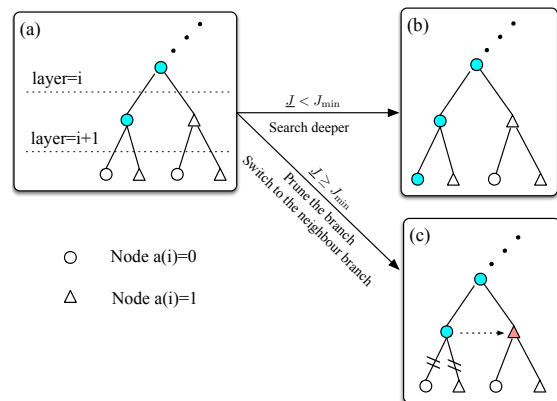 (a)
layer=i
layer=i+1
J < J_min
Search deeper
(b)
J ≥ J_min
Prune the branch
Switch to the neighbour branch
(c)
Node a(i)=0
Node a(i)=1